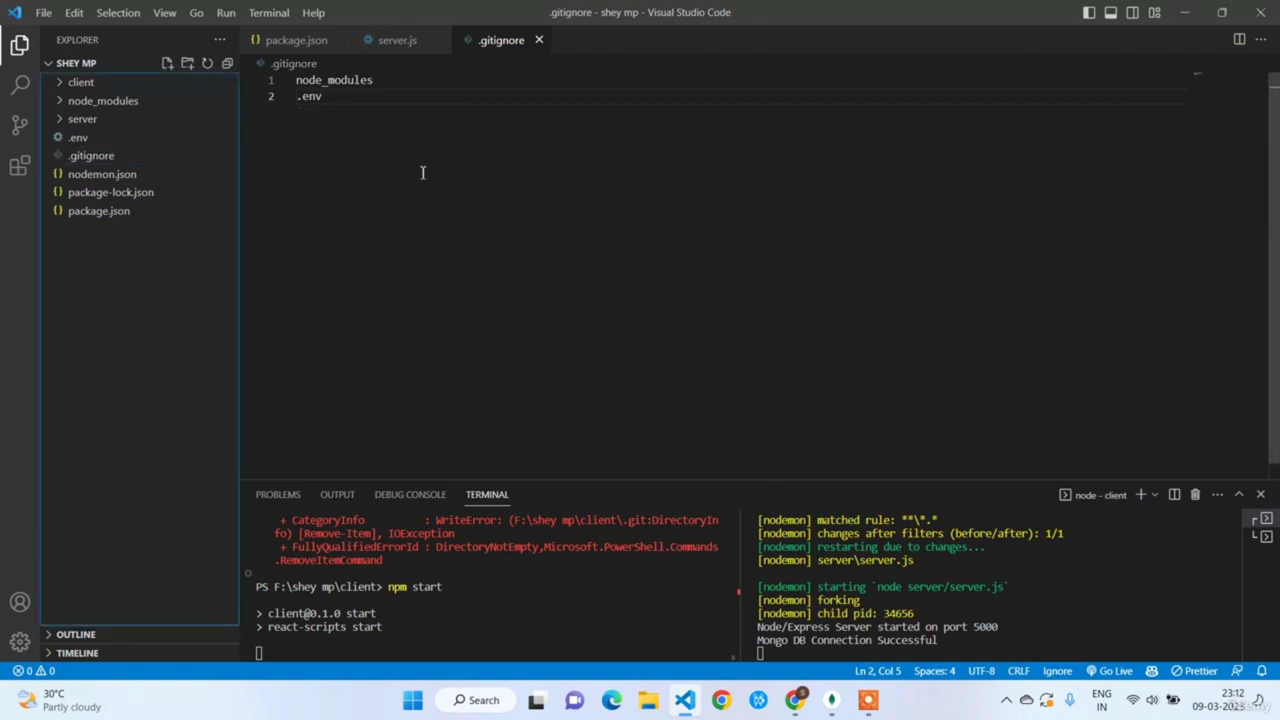 File Edit Selection View Go Run Terminal Help
.gitignore - shey mp - Visual Studio Code
EXPLORER
package.json
server.js
.gitignore
SHEY MP
.gitignore
client
node_modules
server
.env
.gitignore
nodemon.json
package-lock.json
package.json
1 node_modules
2 .env
PROBLEMS OUTPUT DEBUG CONSOLE TERMINAL
node - client
+ CategoryInfo : WriteError: (F:\shey mp\client\.git:DirectoryIn
fo) [Remove-Item], IOException
+ FullyQualifiedErrorId : DirectoryNotEmpty,Microsoft.PowerShell.Commands
.RemoveItemCommand
PS F:\shey mp\client> npm start
> client@0.1.0 start
> react-scripts start
[nodemon] matched rule: **\*.*
[nodemon] changes after filters (before/after): 1/1
[nodemon] restarting due to changes...
[nodemon] server\server.js
[nodemon] starting `node server/server.js`
[nodemon] forking
[nodemon] child pid: 34656
Node/Express Server started on port 5000
Mongo DB Connection Successful
OUTLINE
TIMELINE
0 0
Ln 2, Col 5 Spaces: 4 UTF-8 CRLF Ignore Go Live Prettier
30°C
Partly cloudy
Search
5
ENG
IN
23:12
09-03-2023